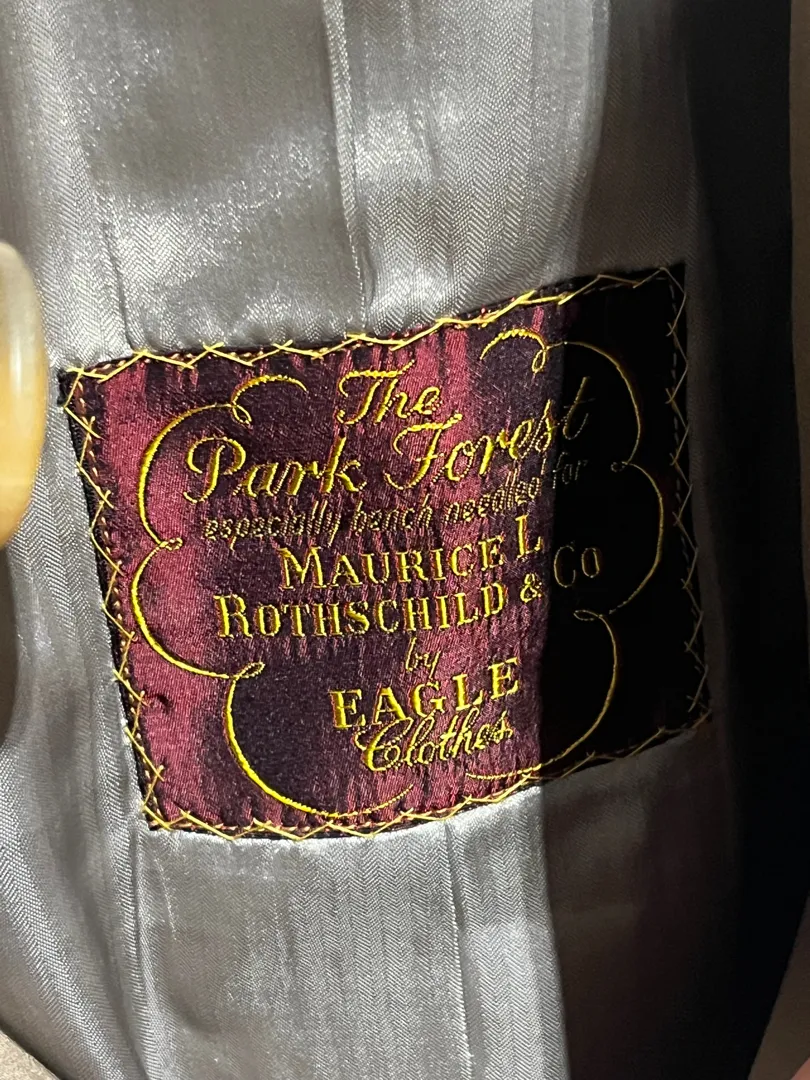 The
Park Forest
especially bench needled for
MAURICE L
ROTHSCHILD & Co
by
EAGLE
Clothes